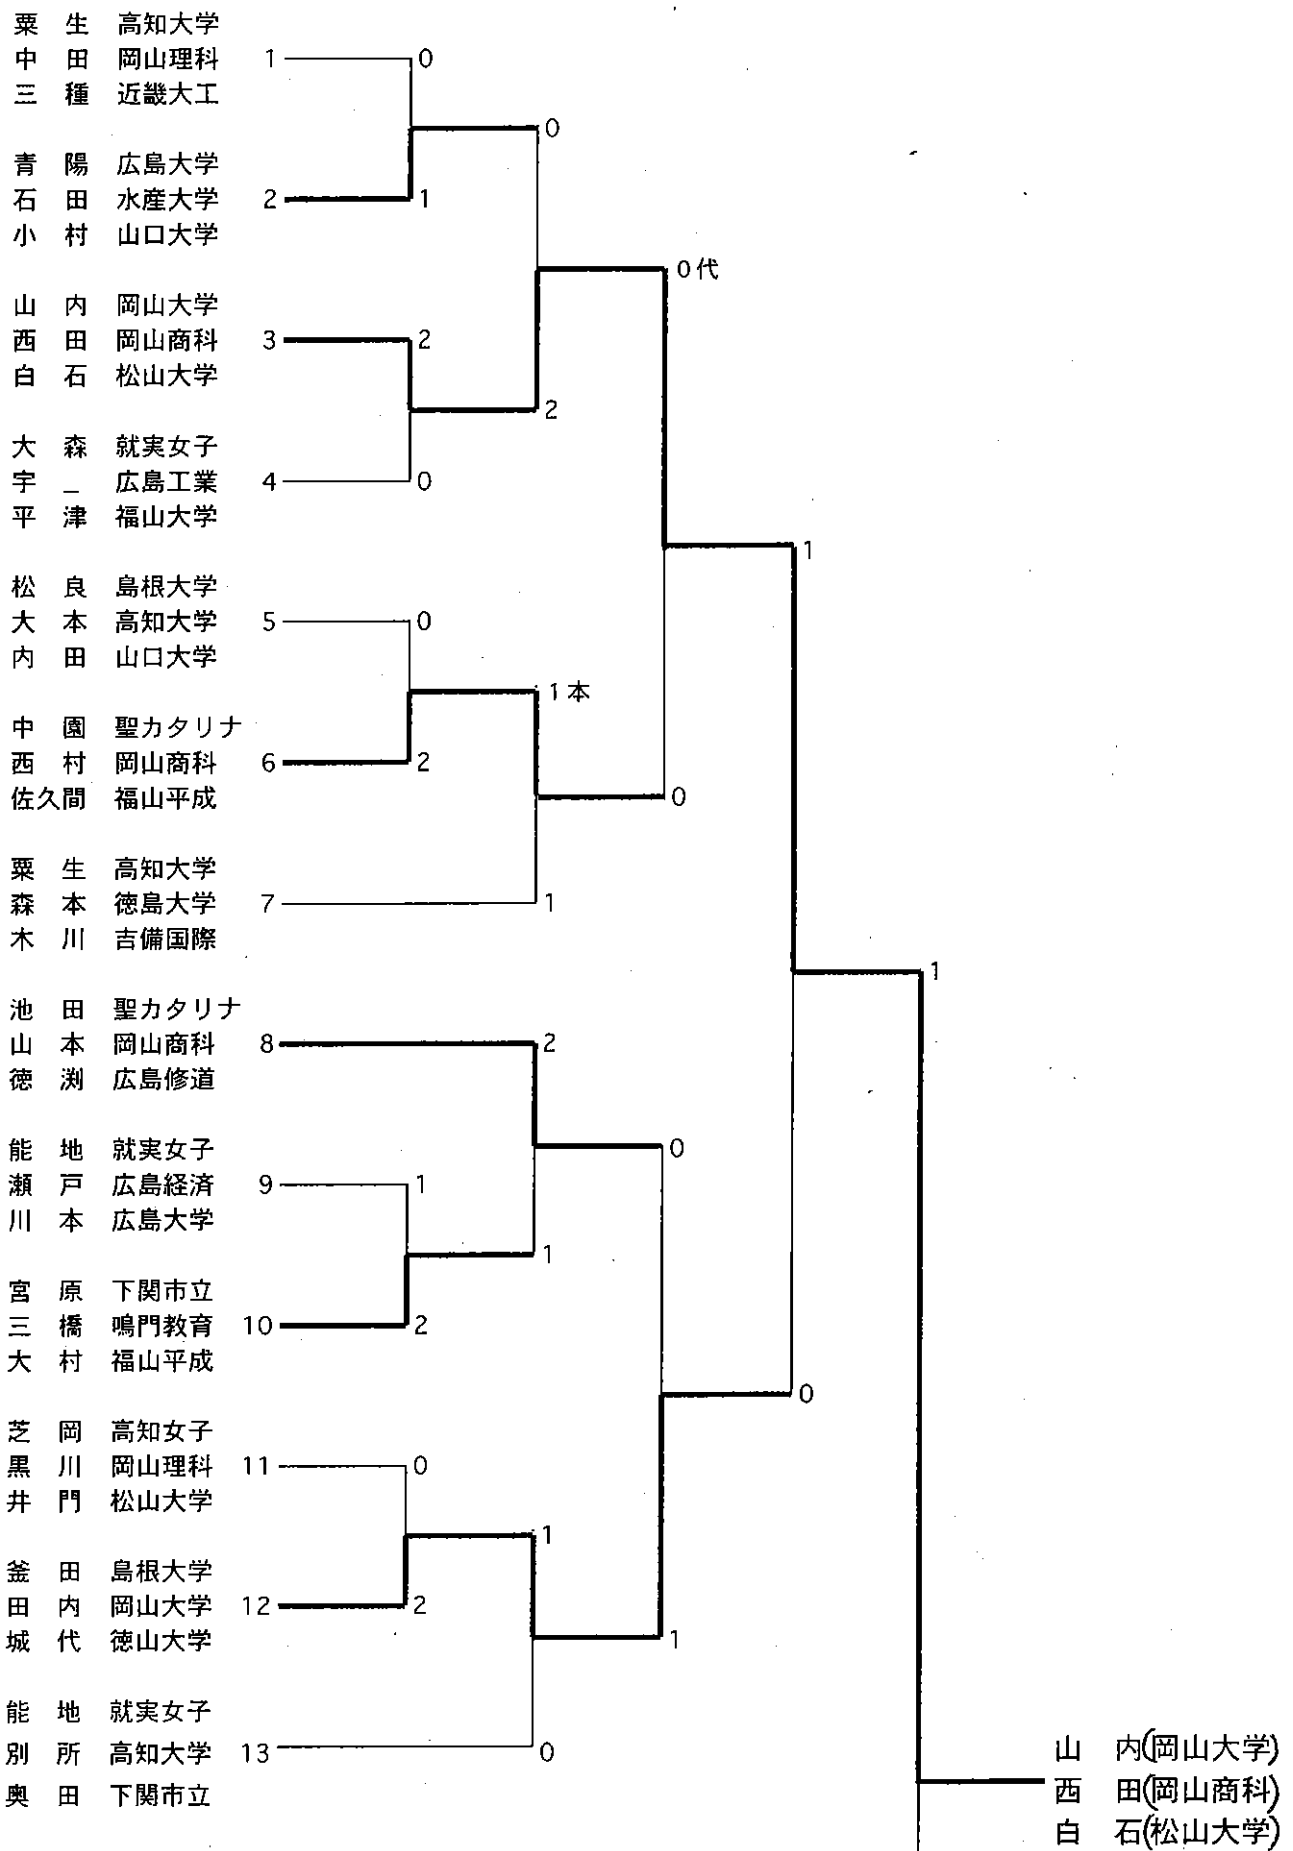 粟生 高知大学
中田 岡山理科 1 0
三種 近畿大工
0
青陽 広島大学
石田 水産大学 2 1
小村 山口大学
0代
山内 岡山大学
西田 岡山商科 3 2
白石 松山大学
2
大森 就実女子
宇_ 広島工業 4 0
平津 福山大学
1
松良 島根大学
大本 高知大学 5 0
内田 山口大学
1本
中園 聖カタリナ
西村 岡山商科 6 2
佐久間 福山平成
0
粟生 高知大学
森本 徳島大学 7 1
木川 吉備国際
1
池田 聖カタリナ
山本 岡山商科 8 2
徳渕 広島修道
0
能地 就実女子
瀬戸 広島経済 9 1
川本 広島大学
1
宮原 下関市立
三橋 鳴門教育 10 2
大村 福山平成
0
芝岡 高知女子
黒川 岡山理科 11 0
井門 松山大学
1
釜田 島根大学
田内 岡山大学 12 2
城代 徳山大学
1
能地 就実女子
別所 高知大学 13 0
奥田 下関市立
山内(岡山大学)
西田(岡山商科)
白石(松山大学)